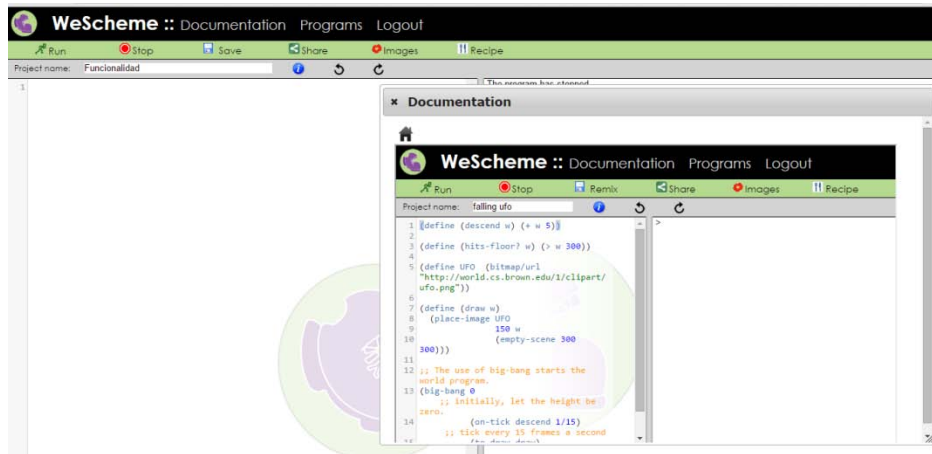 WeScheme :: Documentation Programs Logout
Run Stop Save Share Images Recipe
Project name: Funcionalidad
1
The program has stopped
× Documentation
WeScheme :: Documentation Programs Logout
Run Stop Remix Share Images Recipe
Project name: falling ufo
1 (define (descend w) (+ w 5))
2
3 (define (hits-floor? w) (> w 300))
4
5 (define UFO (bitmap/url
"http://world.cs.brown.edu/1/clipart/
ufo.png"))
6
7 (define (draw w)
8 (place-image UFO
9 150 w
10 (empty-scene 300
300)))
11
12 ;; The use of big-bang starts the
world program.
13 (big-bang 0
;; initially, let the height be
zero.
14 (on-tick descend 1/15)
;; tick every 15 frames a second
15 (to-draw draw)
>